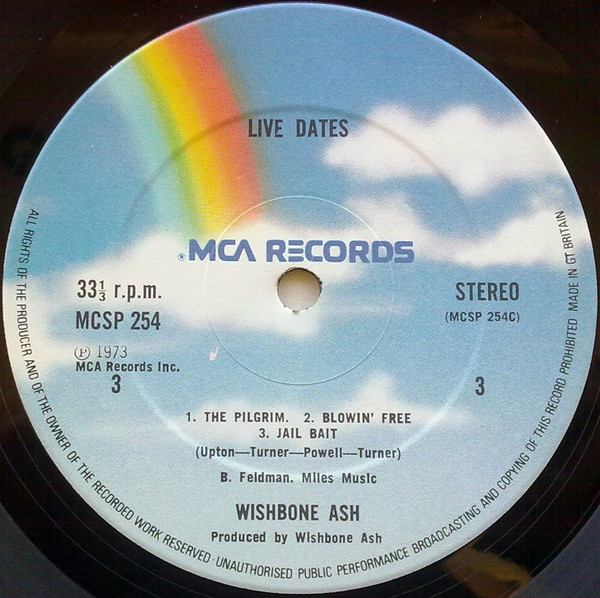 LIVE DATES
®MCA RECORDS
33⅓ r.p.m.
STEREO
MCSP 254
(MCSP 254C)
Ⓟ 1973
MCA Records Inc.
3
3
1. THE PILGRIM. 2. BLOWIN' FREE
3. JAIL BAIT
(Upton—Turner—Powell—Turner)
B. Feldman. Miles Music
WISHBONE ASH
Produced by Wishbone Ash
ALL RIGHTS OF THE PRODUCER AND OF THE OWNER OF THE RECORDED WORK RESERVED · UNAUTHORISED PUBLIC PERFORMANCE BROADCASTING AND COPYING OF THIS RECORD PROHIBITED MADE IN GT BRITAIN